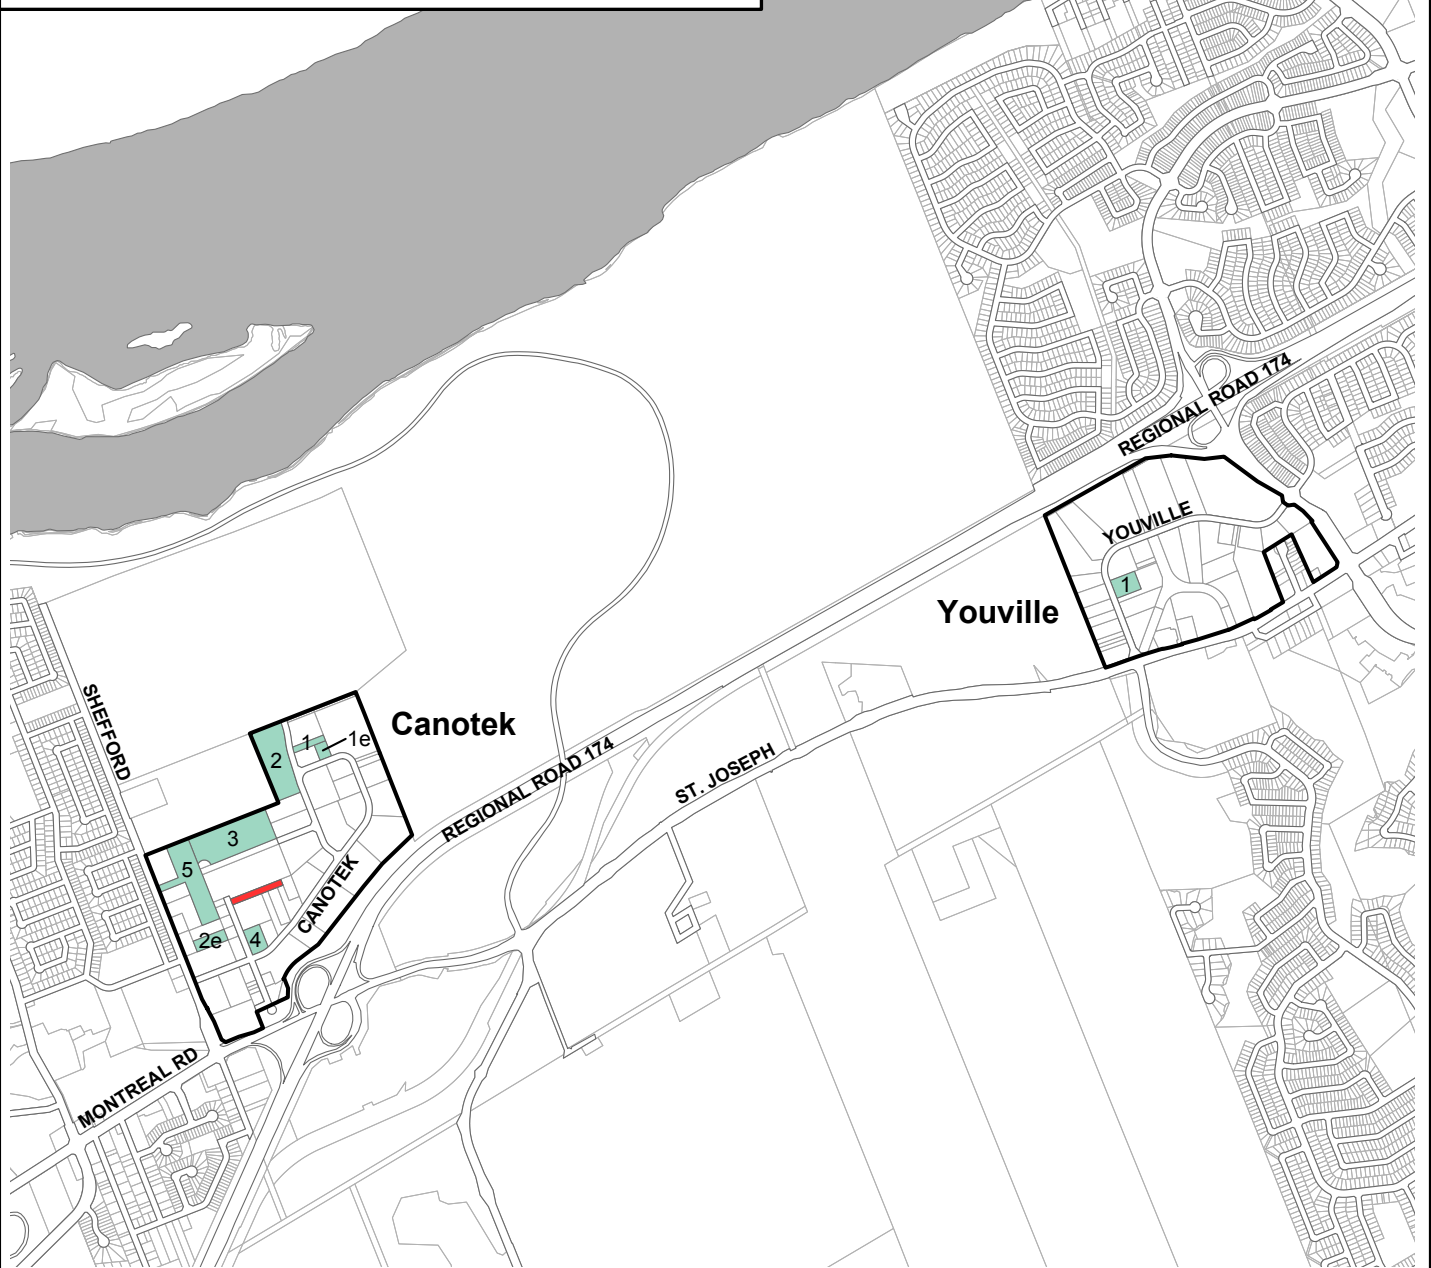 REGIONAL ROAD 174
YOUVILLE
1
Youville
SHEFFORD
Canotek
1
1e
2
REGIONAL ROAD 174
ST. JOSEPH
3
5
CANOTEK
2e
4
MONTREAL RD